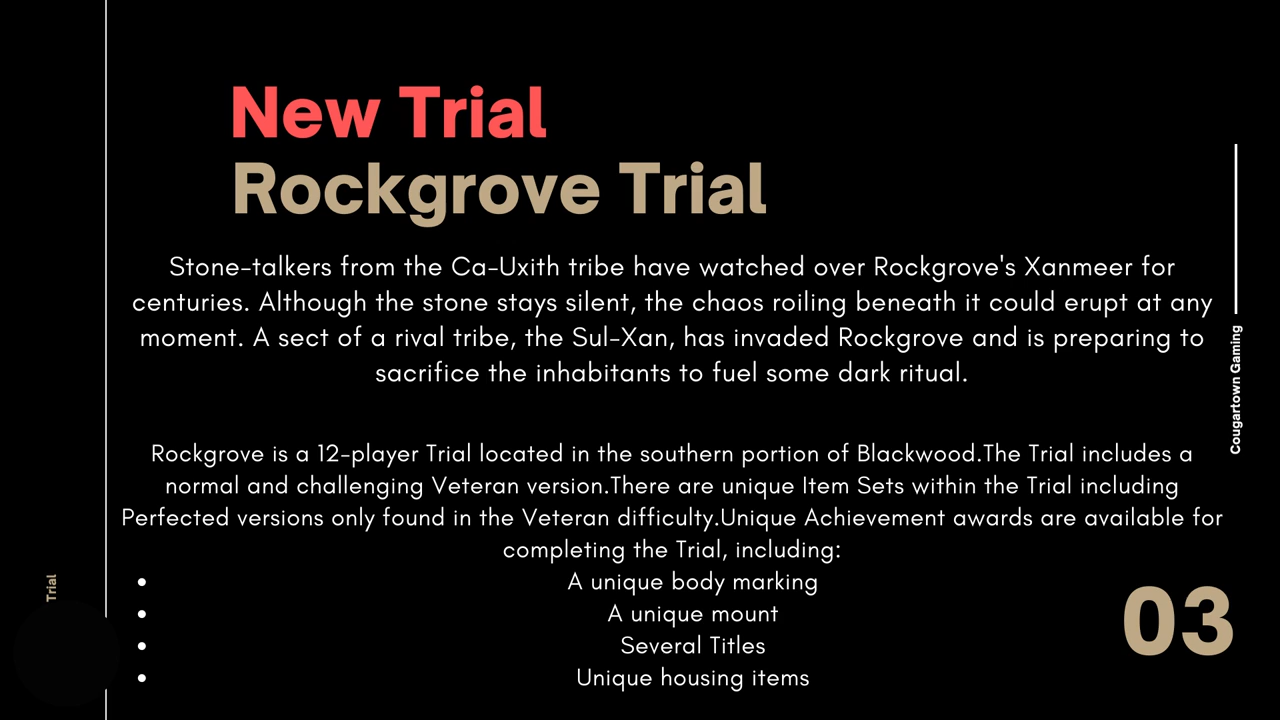 New Trial
Rockgrove Trial
Stone-talkers from the Ca-Uxith tribe have watched over Rockgrove's Xanmeer for
centuries. Although the stone stays silent, the chaos roiling beneath it could erupt at any
moment. A sect of a rival tribe, the Sul-Xan, has invaded Rockgrove and is preparing to
sacrifice the inhabitants to fuel some dark ritual.
Rockgrove is a 12-player Trial located in the southern portion of Blackwood.The Trial includes a
normal and challenging Veteran version.There are unique Item Sets within the Trial including
Perfected versions only found in the Veteran difficulty.Unique Achievement awards are available for
completing the Trial, including:
• A unique body marking
• A unique mount
• Several Titles
• Unique housing items
Trial
Cougartown Gaming
03